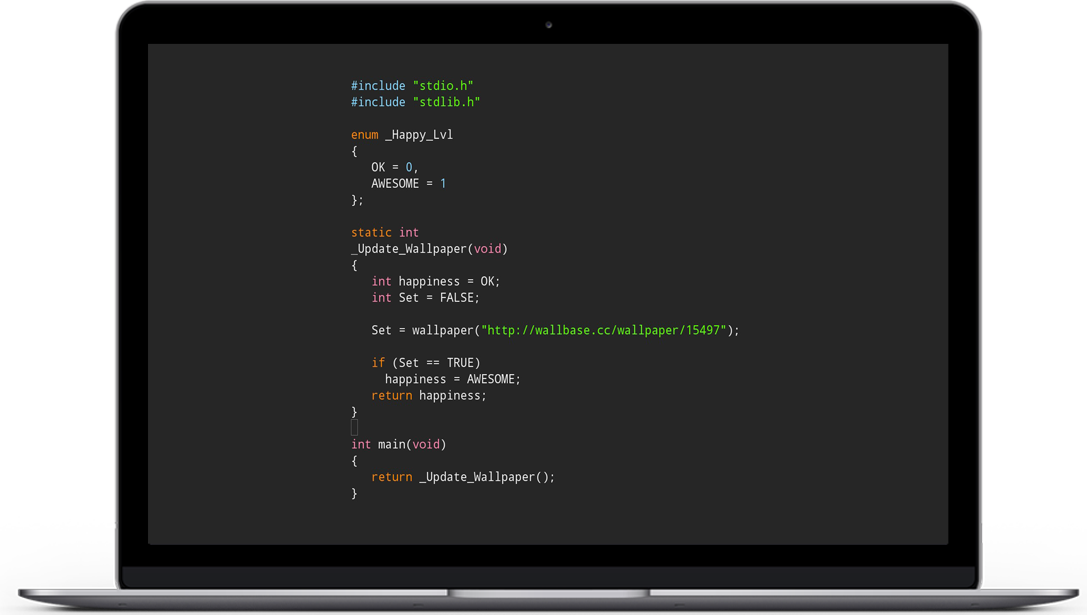 #include "stdio.h"
#include "stdlib.h"
enum _Happy_Lvl
{
OK = 0,
AWESOME = 1
};
static int
_Update_Wallpaper(void)
{
int happiness = OK;
int Set = FALSE;
Set = wallpaper("http://wallbase.cc/wallpaper/15497");
if (Set == TRUE)
happiness = AWESOME;
return happiness;
}
int main(void)
{
return _Update_Wallpaper();
}